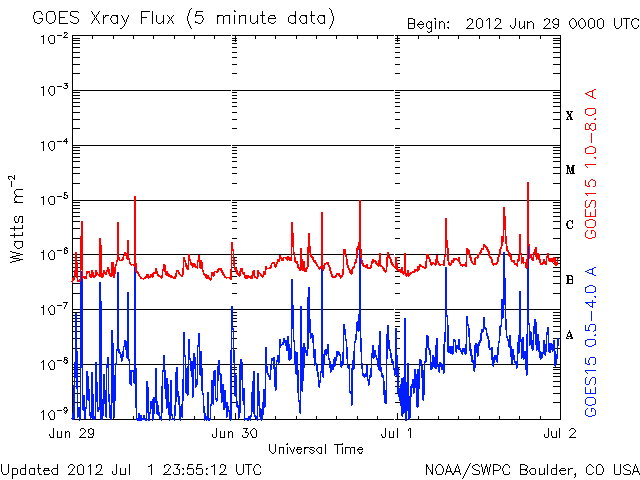 GOES Xray Flux (5 minute data)
Begin: 2012 Jun 29 0000 UTC
10-2
10-3
10-4
10-5
10-6
10-7
10-8
10-9
Watts m-2
X
M
C
B
A
GOES15 1.0-8.0 A
GOES15 0.5-4.0 A
Jun 29
Jun 30
Jul 1
Jul 2
Universal Time
Updated 2012 Jul 1 23:55:12 UTC
NOAA/SWPC Boulder, CO USA